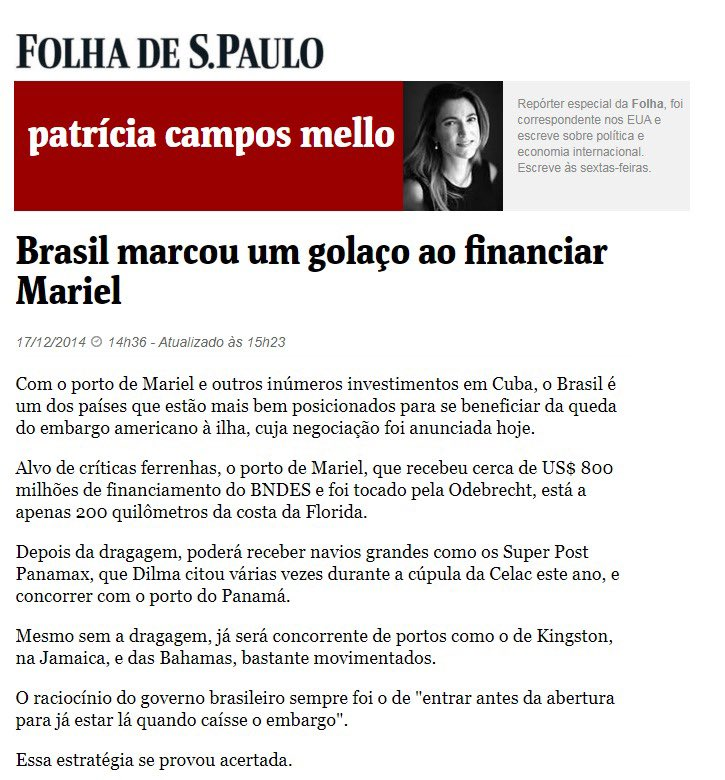 FOLHA DE S.PAULO
patrícia campos mello
Repórter especial da Folha, foi
correspondente nos EUA e
escreve sobre política e
economia internacional.
Escreve às sextas-feiras.
Brasil marcou um golaço ao financiar
Mariel
17/12/2014 14h36 - Atualizado às 15h23
Com o porto de Mariel e outros inúmeros investimentos em Cuba, o Brasil é
um dos países que estão mais bem posicionados para se beneficiar da queda
do embargo americano à ilha, cuja negociação foi anunciada hoje.
Alvo de críticas ferrenhas, o porto de Mariel, que recebeu cerca de US$ 800
milhões de financiamento do BNDES e foi tocado pela Odebrecht, está a
apenas 200 quilômetros da costa da Florida.
Depois da dragagem, poderá receber navios grandes como os Super Post
Panamax, que Dilma citou várias vezes durante a cúpula da Celac este ano, e
concorrer com o porto do Panamá.
Mesmo sem a dragagem, já será concorrente de portos como o de Kingston,
na Jamaica, e das Bahamas, bastante movimentados.
O raciocínio do governo brasileiro sempre foi o de "entrar antes da abertura
para já estar lá quando caísse o embargo".
Essa estratégia se provou acertada.